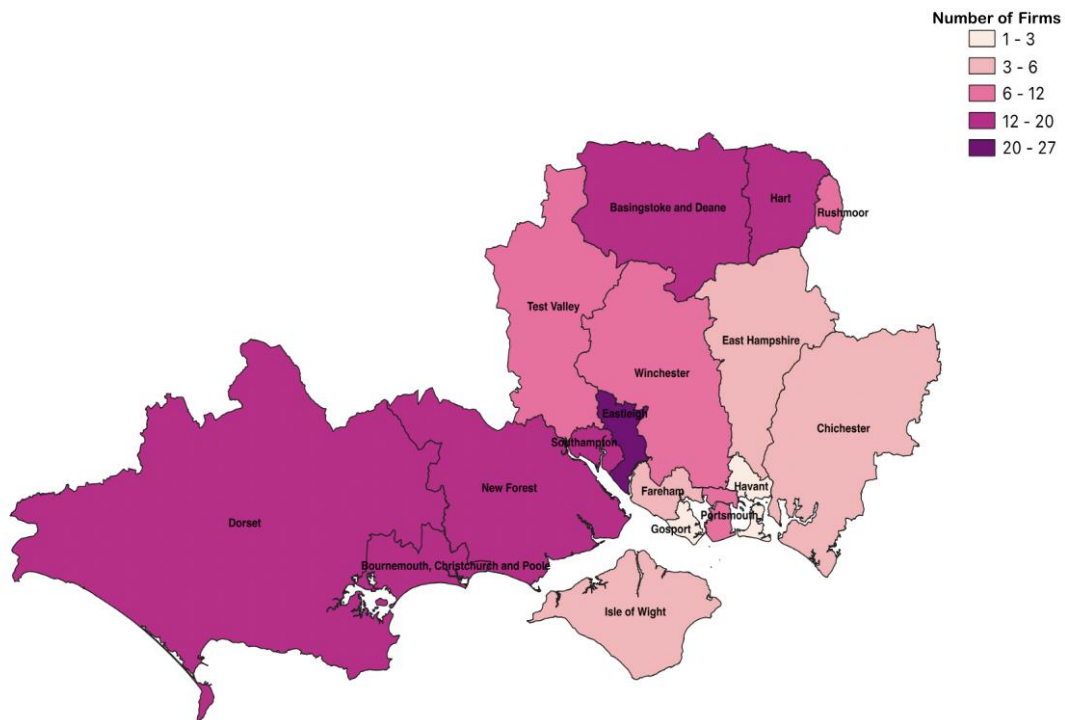 Number of Firms
1 - 3
3 - 6
6 - 12
12 - 20
20 - 27
Basingstoke and Deane
Hart
Rushmoor
Test Valley
East Hampshire
Winchester
Eastleigh
Chichester
Southampton
New Forest
Fareham
Havant
Dorset
Gosport
Portsmouth
Bournemouth, Christchurch and Poole
Isle of Wight